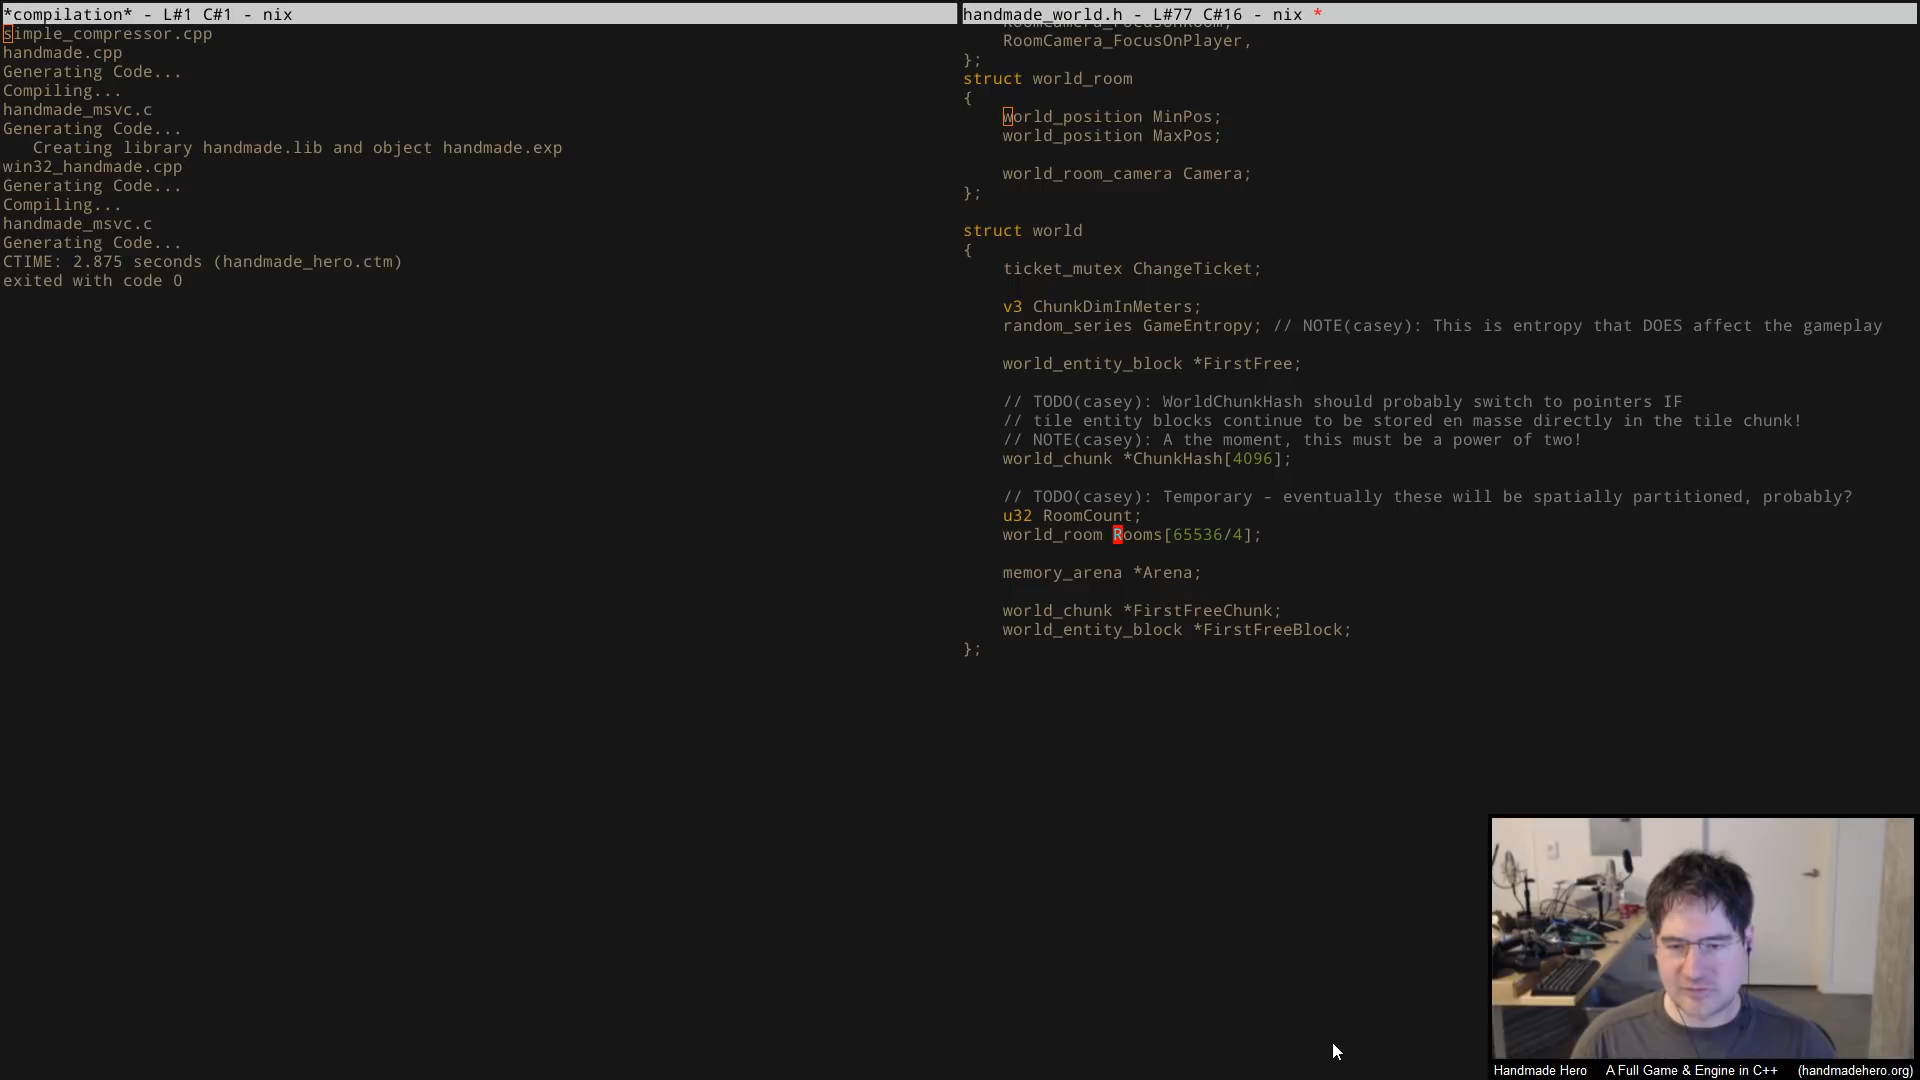 *compilation* - L#1 C#1 - nix
simple_compressor.cpp
handmade.cpp
Generating Code...
Compiling...
handmade_msvc.c
Generating Code...
Creating library handmade.lib and object handmade.exp
win32_handmade.cpp
Generating Code...
Compiling...
handmade_msvc.c
Generating Code...
CTIME: 2.875 seconds (handmade_hero.ctm)
exited with code 0
handmade_world.h - L#77 C#16 - nix *
RoomCamera_FocusOnRoom,
RoomCamera_FocusOnPlayer,
};
struct world_room
{
world_position MinPos;
world_position MaxPos;
world_room_camera Camera;
};
struct world
{
ticket_mutex ChangeTicket;
v3 ChunkDimInMeters;
random_series GameEntropy; // NOTE(casey): This is entropy that DOES affect the gameplay
world_entity_block *FirstFree;
// TODO(casey): WorldChunkHash should probably switch to pointers IF
// tile entity blocks continue to be stored en masse directly in the tile chunk!
// NOTE(casey): A the moment, this must be a power of two!
world_chunk *ChunkHash[4096];
// TODO(casey): Temporary - eventually these will be spatially partitioned, probably?
u32 RoomCount;
world_room Rooms[65536/4];
memory_arena *Arena;
world_chunk *FirstFreeChunk;
world_entity_block *FirstFreeBlock;
};
Handmade Hero A Full Game & Engine in C++ (handmadehero.org)